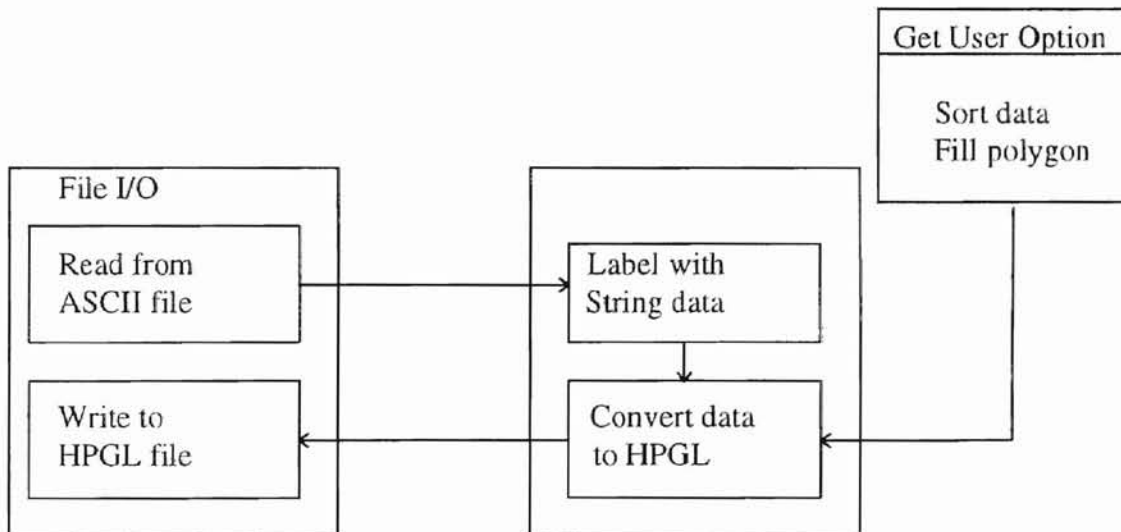 Get User Option
Sort data
Fill polygon
File I/O
Read from
ASCII file
Label with
String data
Write to
HPGL file
Convert data
to HPGL